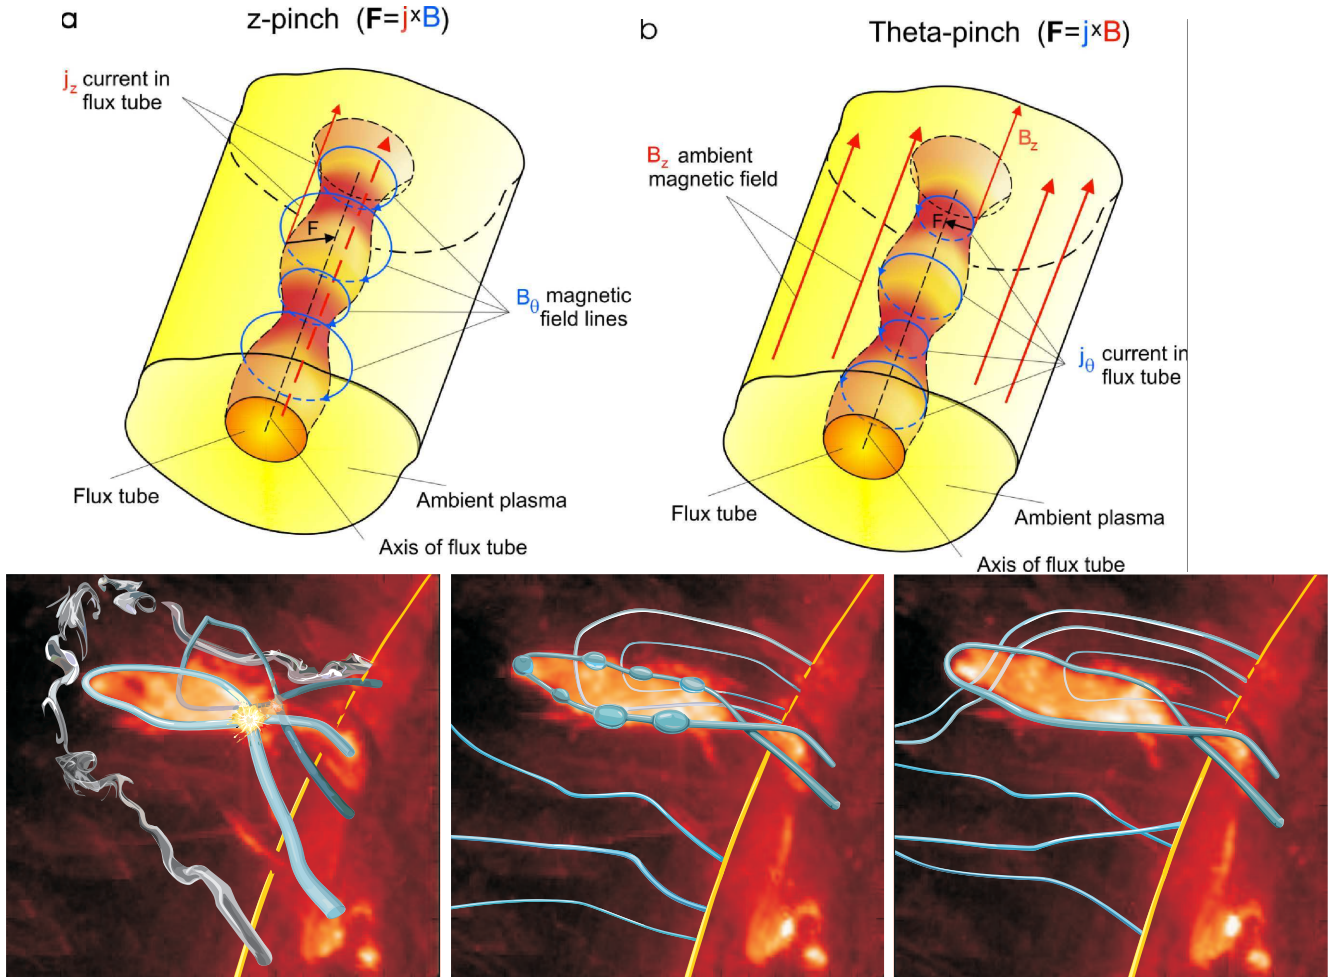 a
z-pinch (F=j×B)
b
Theta-pinch (F=j×B)
jz current in
flux tube
Bθ magnetic
field lines
F
Flux tube
Ambient plasma
Axis of flux tube
Bz ambient
magnetic field
Bz
F
jθ current in
flux tube
Flux tube
Ambient plasma
Axis of flux tube